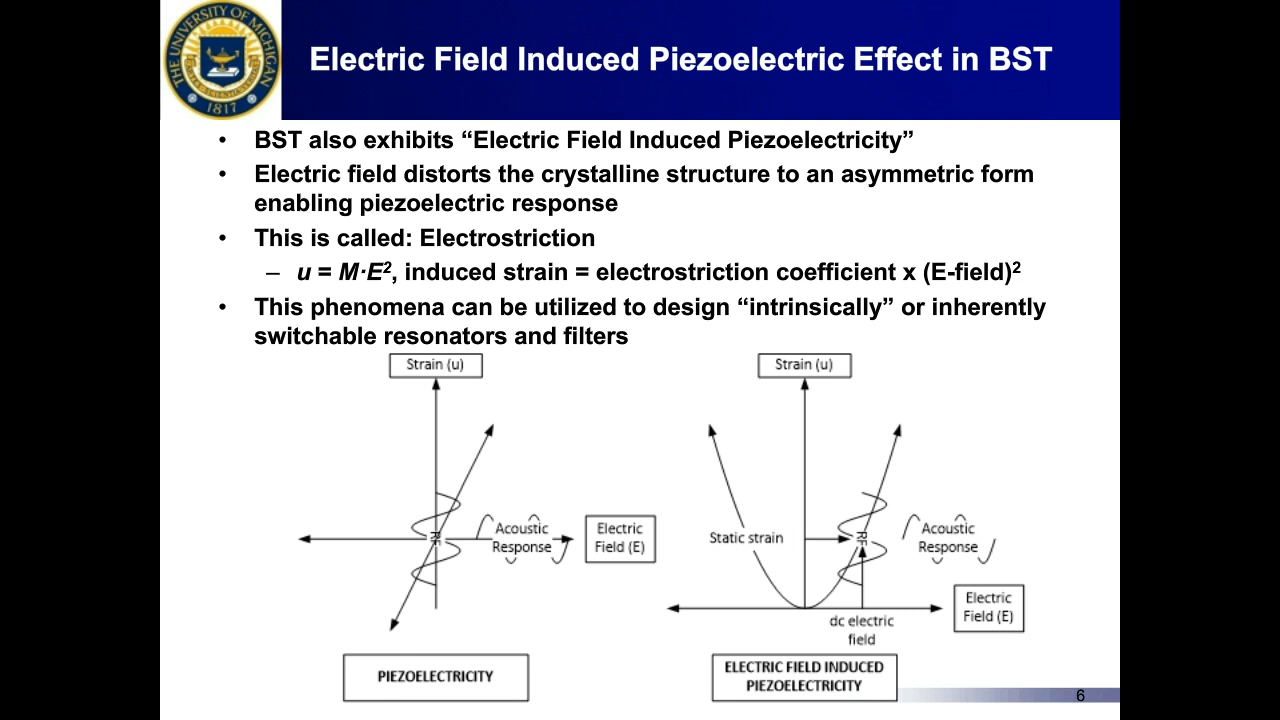 THE UNIVERSITY OF MICHIGAN
1817
Electric Field Induced Piezoelectric Effect in BST
• BST also exhibits “Electric Field Induced Piezoelectricity”
• Electric field distorts the crystalline structure to an asymmetric form
enabling piezoelectric response
• This is called: Electrostriction
– u = M·E², induced strain = electrostriction coefficient x (E-field)²
• This phenomena can be utilized to design “intrinsically” or inherently
switchable resonators and filters
Strain (u)
RF
Acoustic
Response
Electric
Field (E)
PIEZOELECTRICITY
Strain (u)
Static strain
RF
Acoustic
Response
Electric
Field (E)
dc electric
field
ELECTRIC FIELD INDUCED
PIEZOELECTRICITY
6